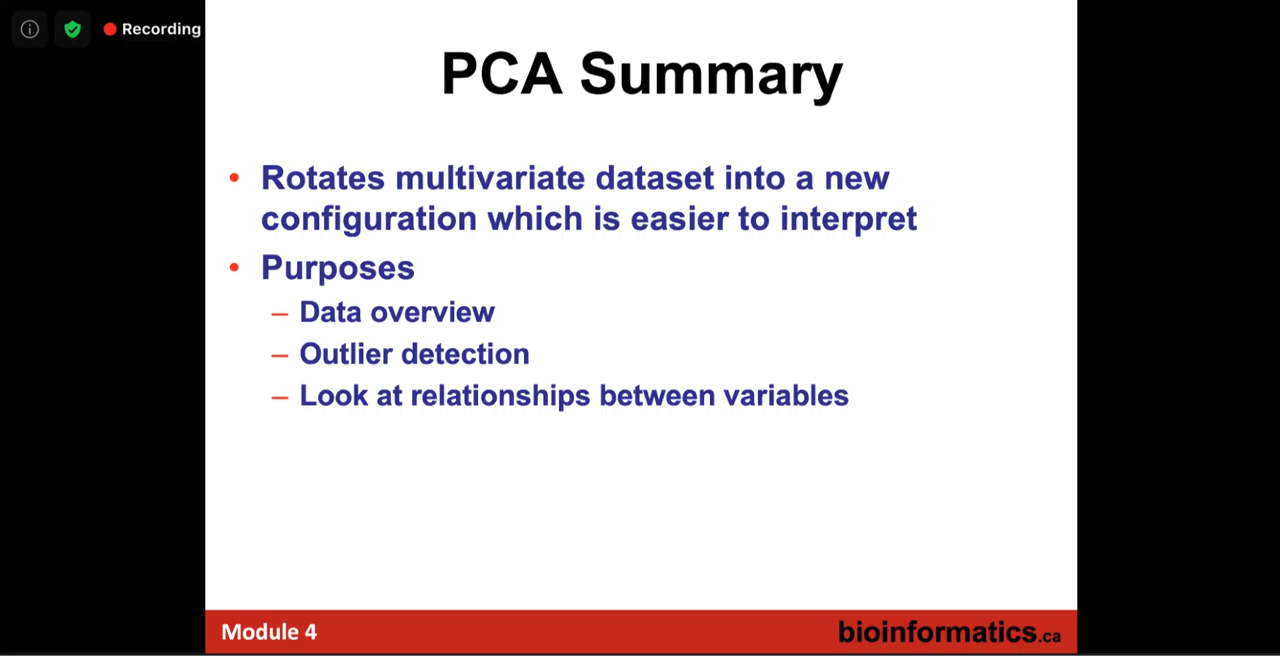 Recording
PCA Summary
• Rotates multivariate dataset into a new
configuration which is easier to interpret
• Purposes
– Data overview
– Outlier detection
– Look at relationships between variables
Module 4
bioinformatics.ca